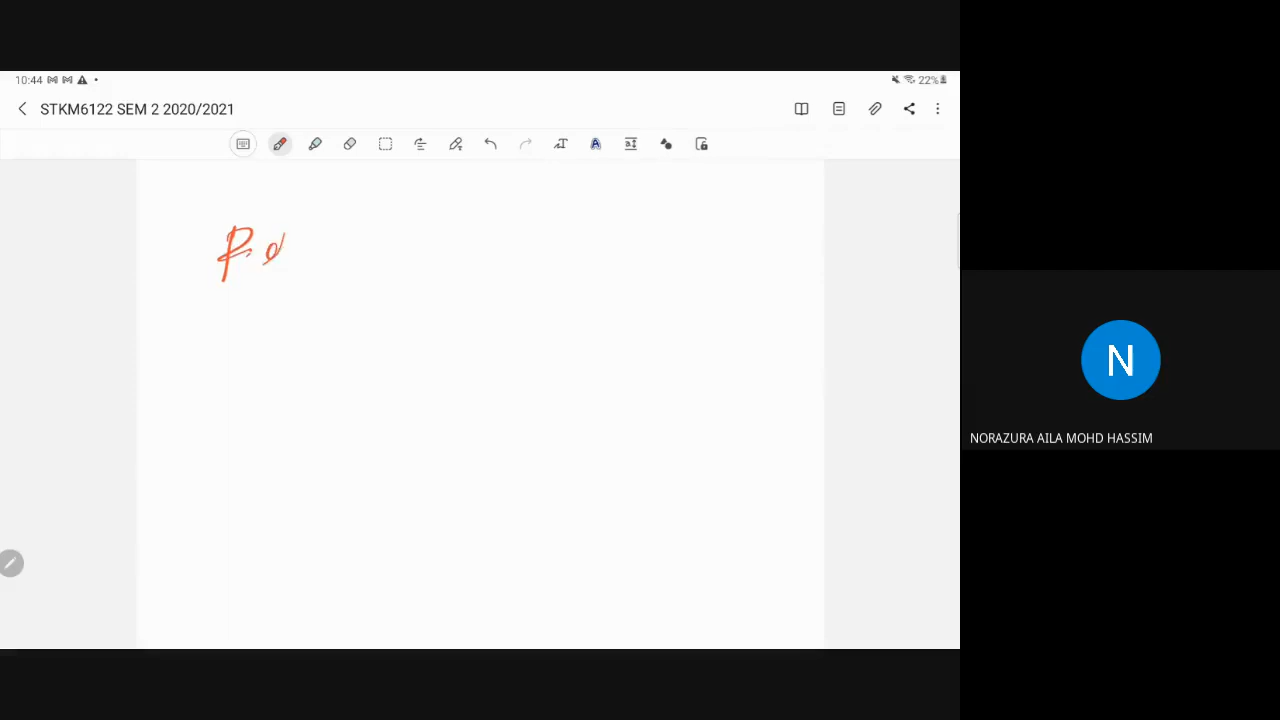 10:44
22%
STKM6122 SEM 2 2020/2021
N
NORAZURA AILA MOHD HASSIM